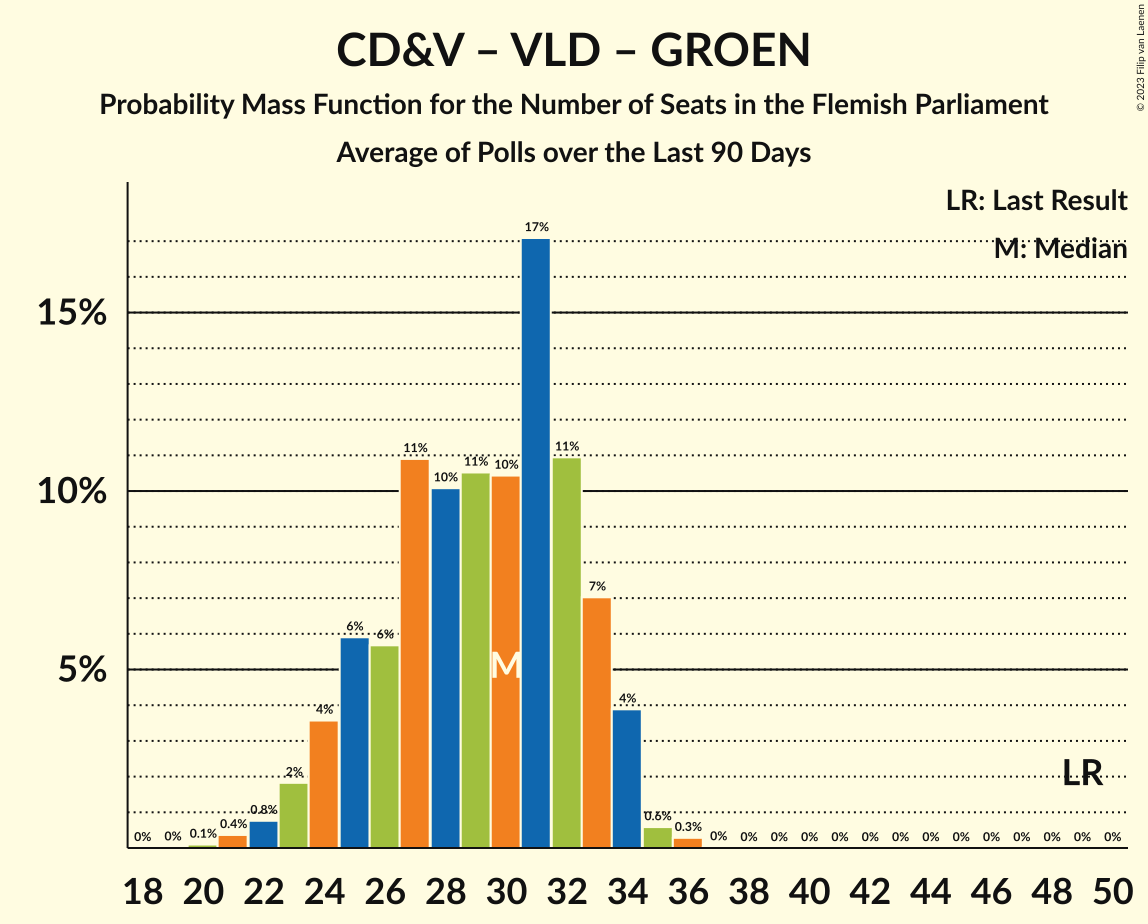 CD&V – VLD – GROEN
Probability Mass Function for the Number of Seats in the Flemish Parliament
Average of Polls over the Last 90 Days
© 2023 Filip van Laenen
LR: Last Result
M: Median
15%
10%
5%
0% 0% 0.1% 0.4% 0.8% 2% 4% 6% 6% 11% 10% 11% 10% 17% 11% 7% 4% 0.6% 0.3% 0% 0% 0% 0% 0% 0% 0% 0% 0% 0% 0% 0% 0% 0%
M
LR
18 20 22 24 26 28 30 32 34 36 38 40 42 44 46 48 50